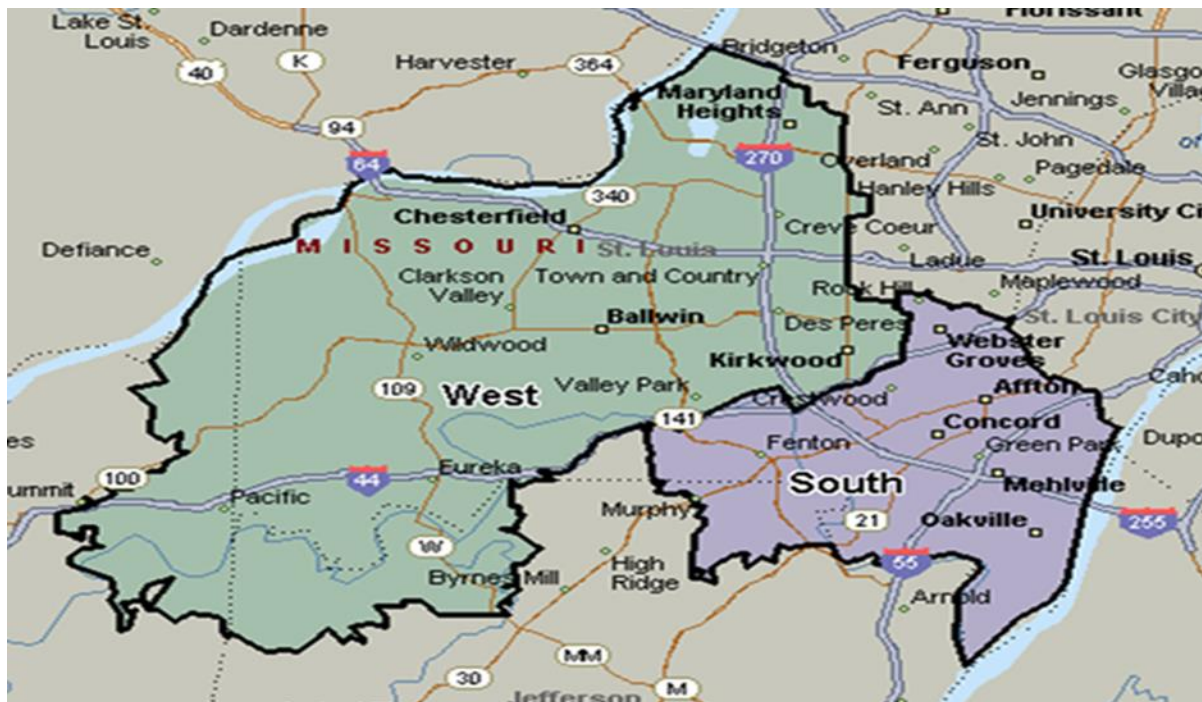 Lake St.
Louis
Dardenne
K
40
Harvester
364
94
64
Bridgeton
Florissant
Ferguson
Glasgow
Village
Maryland
Heights
St. Ann
Jennings
St. John
270
Overland
Pagedale
Hanley Hills
340
Chesterfield
Creve Coeur
University Ci
MISSOURI
St. Louis
Defiance
Clarkson
Valley
Town and Country
Ladue
St. Louis
Rock Hill
Maplewood
St. Louis City
Ballwin
Des Peres
Webster
Groves
Wildwood
Kirkwood
109
West
Valley Park
Crestwood
Affton
Caho
141
Concord
es
Fenton
Green Park
Dupo
100
Eureka
44
South
Mehlville
ummit
Pacific
Murphy
21
Oakville
255
W
High
Ridge
55
Byrnes Mill
Arnold
MM
30
M
Jefferson